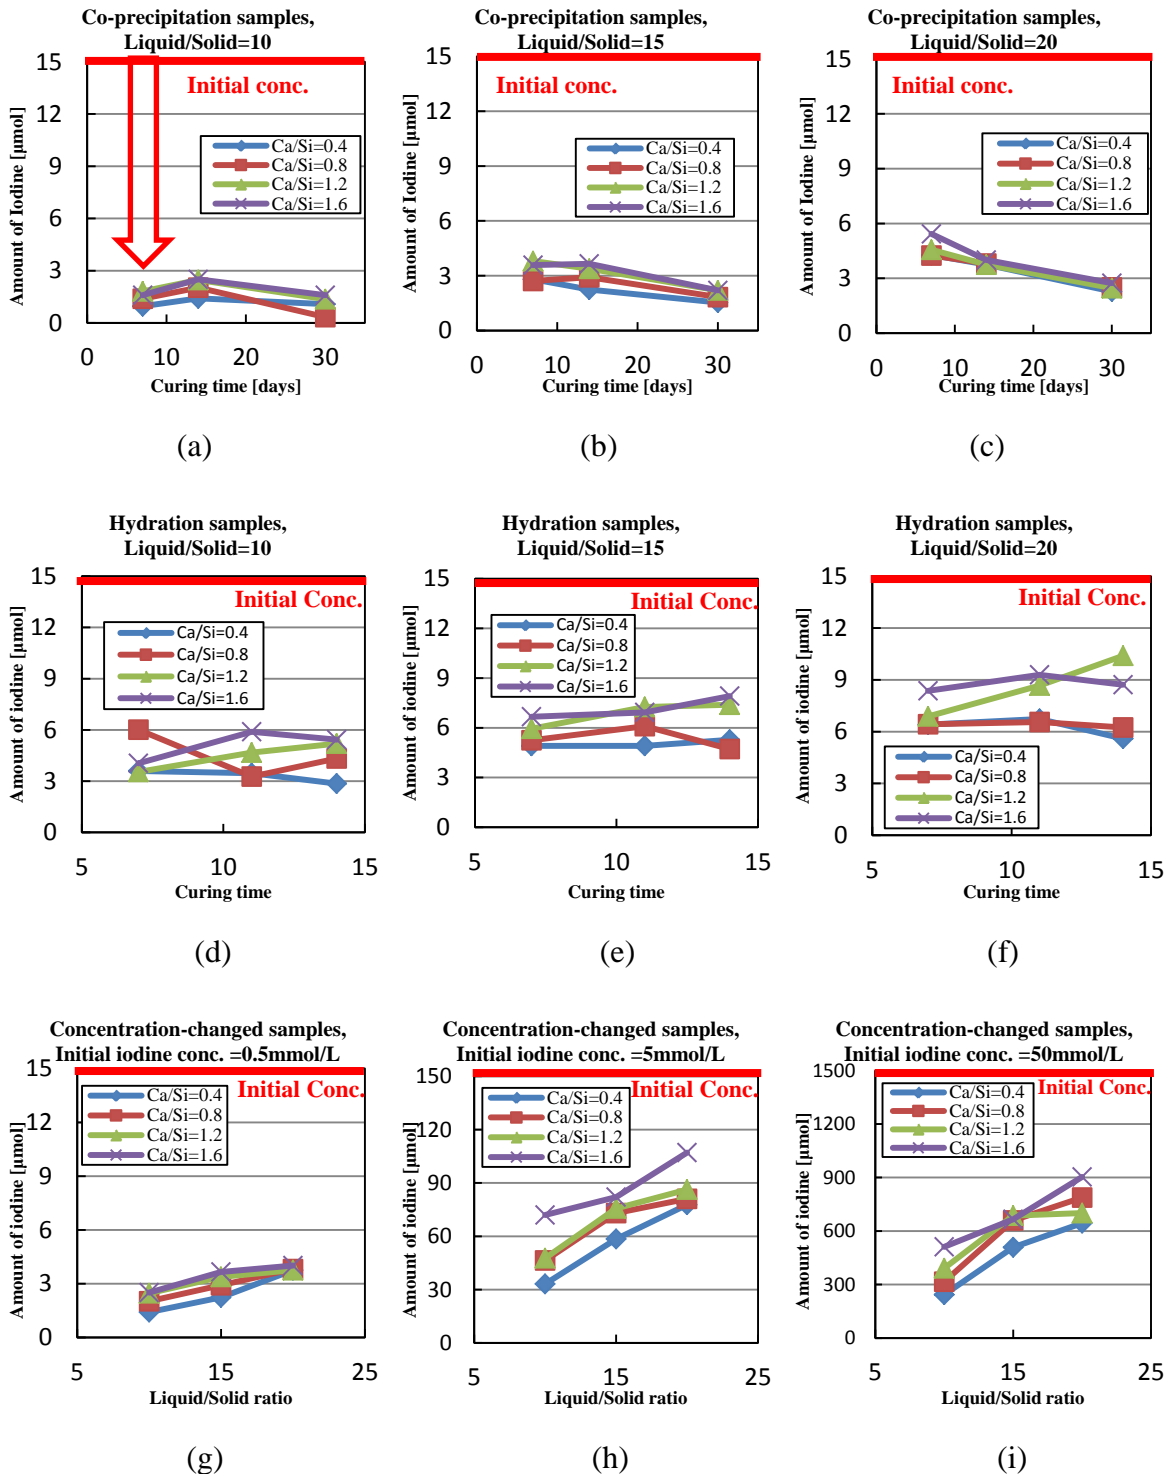 Co-precipitation samples,
Liquid/Solid=10
15
12
9
6
3
0
Amount of Iodine [µmol]
Initial conc.
Ca/Si=0.4
Ca/Si=0.8
Ca/Si=1.2
Ca/Si=1.6
0 10 20 30
Curing time [days]
(a)
Co-precipitation samples,
Liquid/Solid=15
15
12
9
6
3
0
Amount of Iodine [µmol]
Initial conc.
Ca/Si=0.4
Ca/Si=0.8
Ca/Si=1.2
Ca/Si=1.6
0 10 20 30
Curing time [days]
(b)
Co-precipitation samples,
Liquid/Solid=20
15
12
9
6
3
0
Amount of Iodine [µmol]
Initial conc.
Ca/Si=0.4
Ca/Si=0.8
Ca/Si=1.2
Ca/Si=1.6
0 10 20 30
Curing time [days]
(c)
Hydration samples,
Liquid/Solid=10
15
12
9
6
3
0
Amount of iodine [µmol]
Initial Conc.
Ca/Si=0.4
Ca/Si=0.8
Ca/Si=1.2
Ca/Si=1.6
5 10 15
Curing time
(d)
Hydration samples,
Liquid/Solid=15
15
12
9
6
3
0
Amount of iodine [µmol]
Initial Conc.
Ca/Si=0.4
Ca/Si=0.8
Ca/Si=1.2
Ca/Si=1.6
5 10 15
Curing time
(e)
Hydration samples,
Liquid/Solid=20
15
12
9
6
3
0
Amount of iodine [µmol]
Initial Conc.
Ca/Si=0.4
Ca/Si=0.8
Ca/Si=1.2
Ca/Si=1.6
5 10 15
Curing time
(f)
Concentration-changed samples,
Initial iodine conc. =0.5mmol/L
15
12
9
6
3
0
Amount of iodine [µmol]
Initial Conc.
Ca/Si=0.4
Ca/Si=0.8
Ca/Si=1.2
Ca/Si=1.6
5 15 25
Liquid/Solid ratio
(g)
Concentration-changed samples,
Initial iodine conc. =5mmol/L
150
120
90
60
30
0
Amount of iodine [µmol]
Initial Conc.
Ca/Si=0.4
Ca/Si=0.8
Ca/Si=1.2
Ca/Si=1.6
5 15 25
Liquid/Solid ratio
(h)
Concentration-changed samples,
Initial iodine conc. =50mmol/L
1500
1200
900
600
300
0
Amount of iodine [µmol]
Initial Conc.
Ca/Si=0.4
Ca/Si=0.8
Ca/Si=1.2
Ca/Si=1.6
5 15 25
Liquid/Solid ratio
(i)